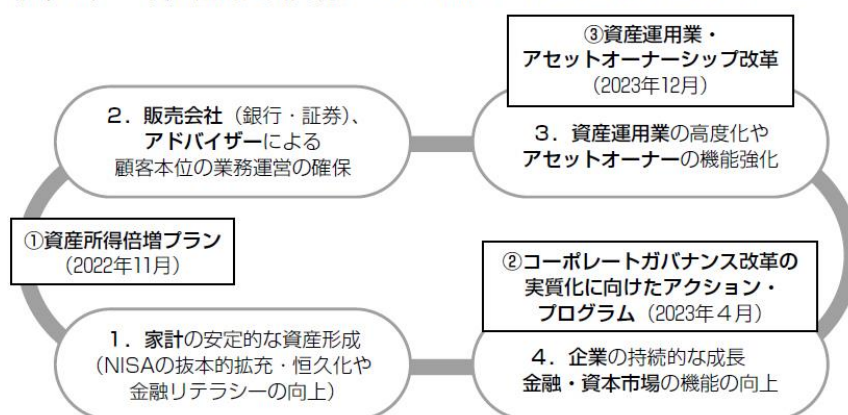 ③資産運用業・
アセットオーナーシップ改革
（2023年12月）
2．販売会社（銀行・証券）、
アドバイザーによる
顧客本位の業務運営の確保
3．資産運用業の高度化や
アセットオーナーの機能強化
①資産所得倍増プラン
（2022年11月）
②コーポレートガバナンス改革の
実質化に向けたアクション・
プログラム（2023年４月）
1．家計の安定的な資産形成
（NISAの抜本的拡充・恒久化や
金融リテラシーの向上）
4．企業の持続的な成長
金融・資本市場の機能の向上